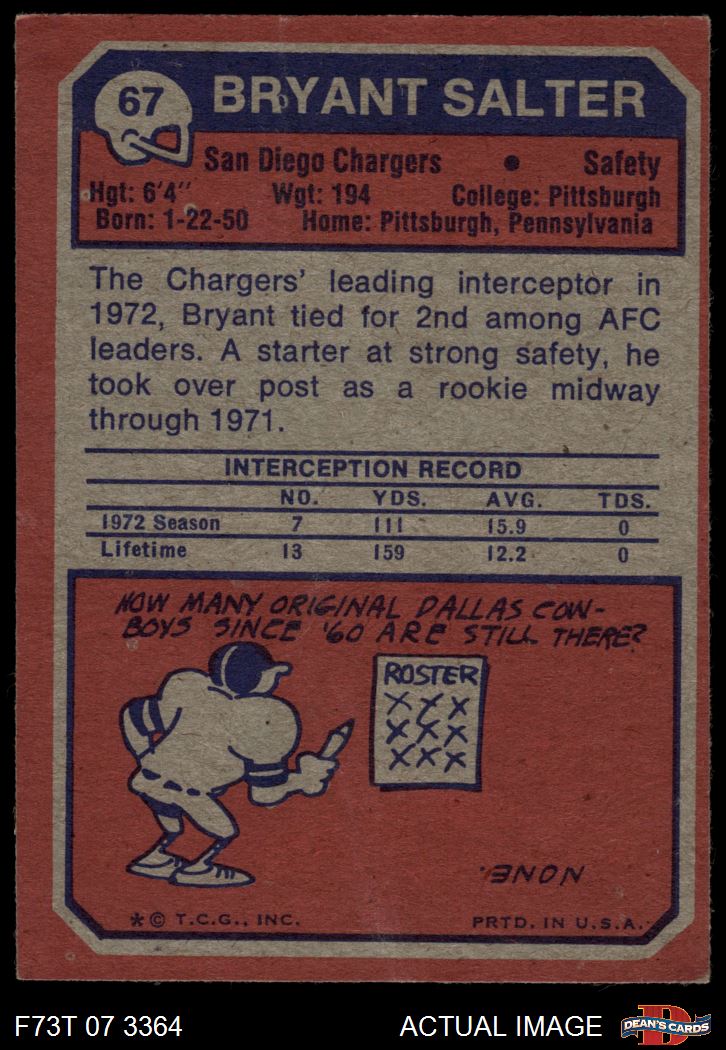 67
BRYANT SALTER
San Diego Chargers • Safety
Hgt: 6'4" Wgt: 194 College: Pittsburgh
Born: 1-22-50 Home: Pittsburgh, Pennsylvania
The Chargers' leading interceptor in
1972, Bryant tied for 2nd among AFC
leaders. A starter at strong safety, he
took over post as a rookie midway
through 1971.
INTERCEPTION RECORD
NO. YDS. AVG. TDS.
1972 Season 7 111 15.9 0
Lifetime 13 159 12.2 0
HOW MANY ORIGINAL DALLAS COW-
BOYS SINCE '60 ARE STILL THERE?
ROSTER
X X X
X X X
X X X
NONE.
* © T.C.G., INC. PRTD. IN U.S.A.
F73T 07 3364 ACTUAL IMAGE
D
DEAN'S CARDS